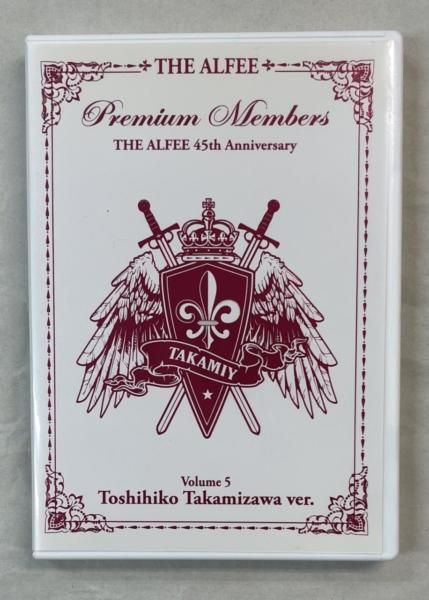 THE ALFEE
Premium Members
THE ALFEE 45th Anniversary
TAKAMIY
Volume 5
Toshihiko Takamizawa ver.